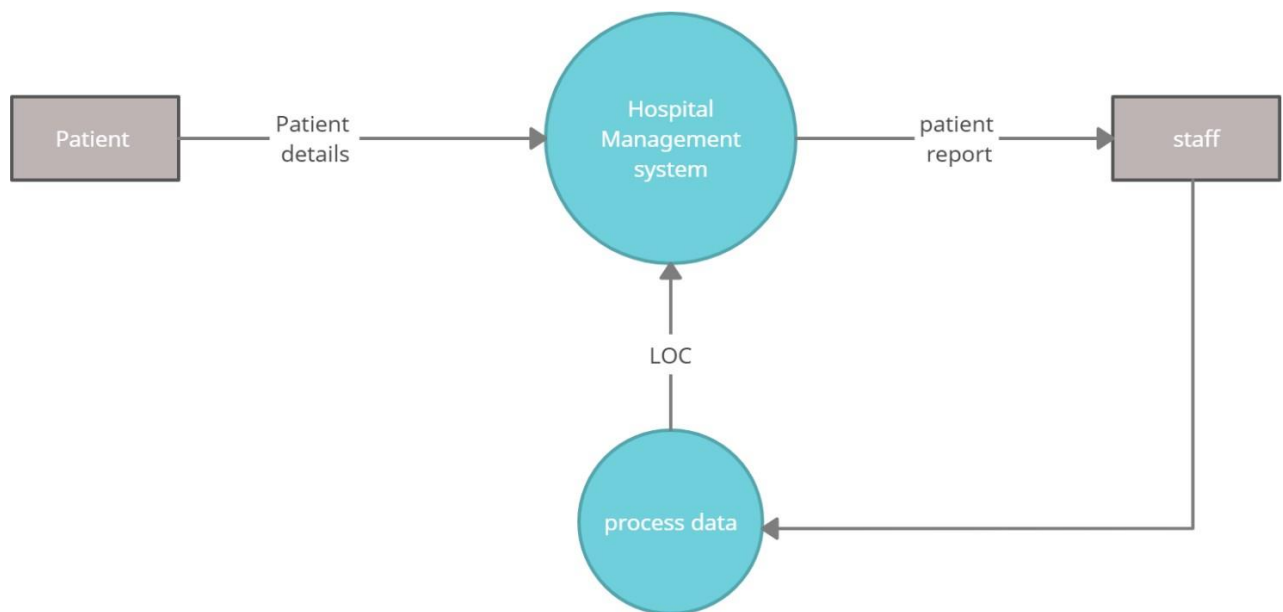 Patient
Patient
details
Hospital
Management
system
patient
report
staff
LOC
process data